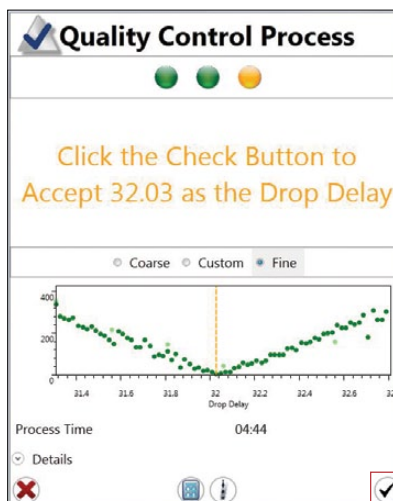 Quality Control Process
Click the Check Button to
Accept 32.03 as the Drop Delay
Coarse Custom Fine
400
200
0
31.4 31.6 31.8 32 32.2 32.4 32.6 32.
Drop Delay
Process Time 04:44
Details